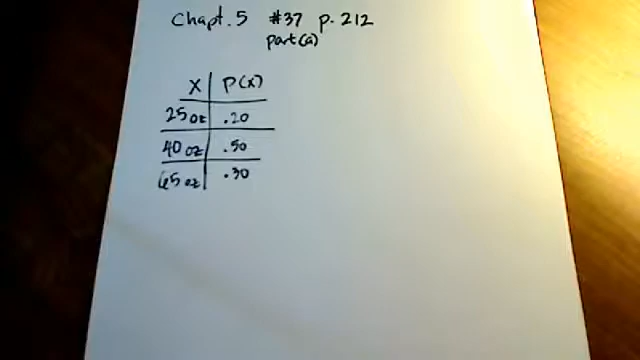 Chapt. 5 #37 p. 212
part(a)
X P(X)
25 oz .20
40 oz .50
65 oz .30